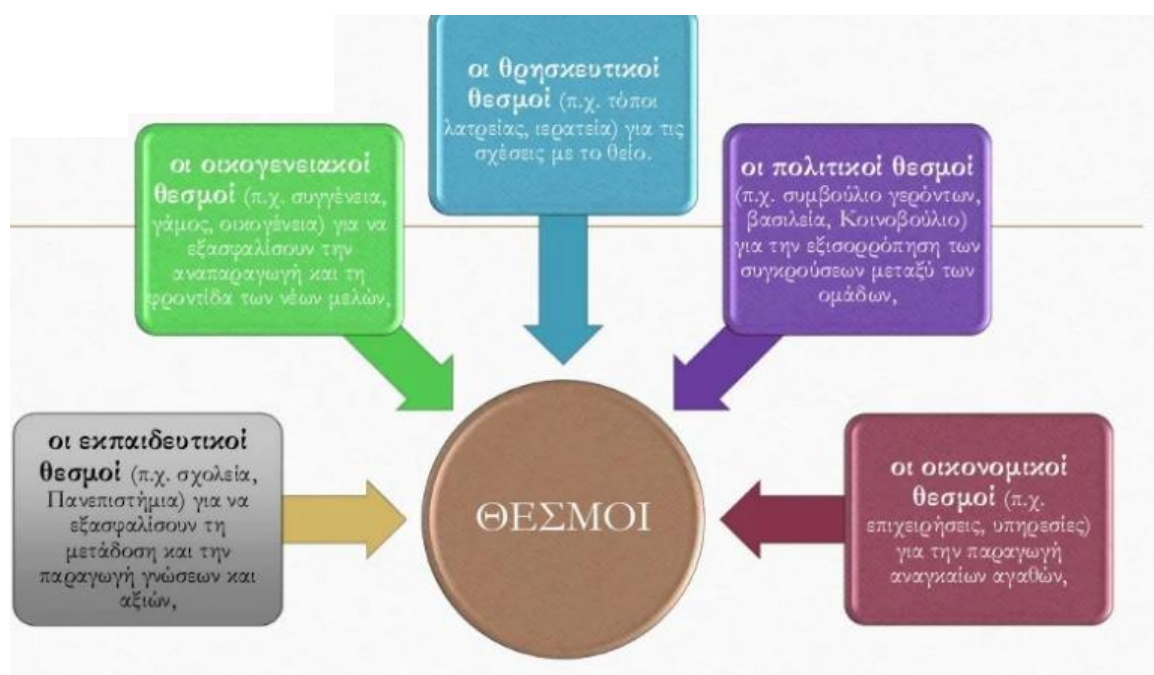 οι θρησκευτικοί
θεσμοί (π.χ. τόποι
λατρείας, ιερατεία) για τις
σχέσεις με το θείο.
οι οικογενειακοί
θεσμοί (π.χ. συγγένεια,
γάμος, οικογένεια) για να
εξασφαλίσουν την
αναπαραγωγή και τη
φροντίδα των νέων μελών,
οι πολιτικοί θεσμοί
(π.χ. συμβούλιο γερόντων,
βασιλεία, Κοινοβούλιο)
για την εξισορρόπηση των
συγκρούσεων μεταξύ των
ομάδων,
οι εκπαιδευτικοί
θεσμοί (π.χ. σχολεία,
Πανεπιστήμια) για να
εξασφαλίσουν τη
μετάδοση και την
παραγωγή γνώσεων και
αξιών,
ΘΕΣΜΟΙ
οι οικονομικοί
θεσμοί (π.χ.
επιχειρήσεις, υπηρεσίες)
για την παραγωγή
αναγκαίων αγαθών,